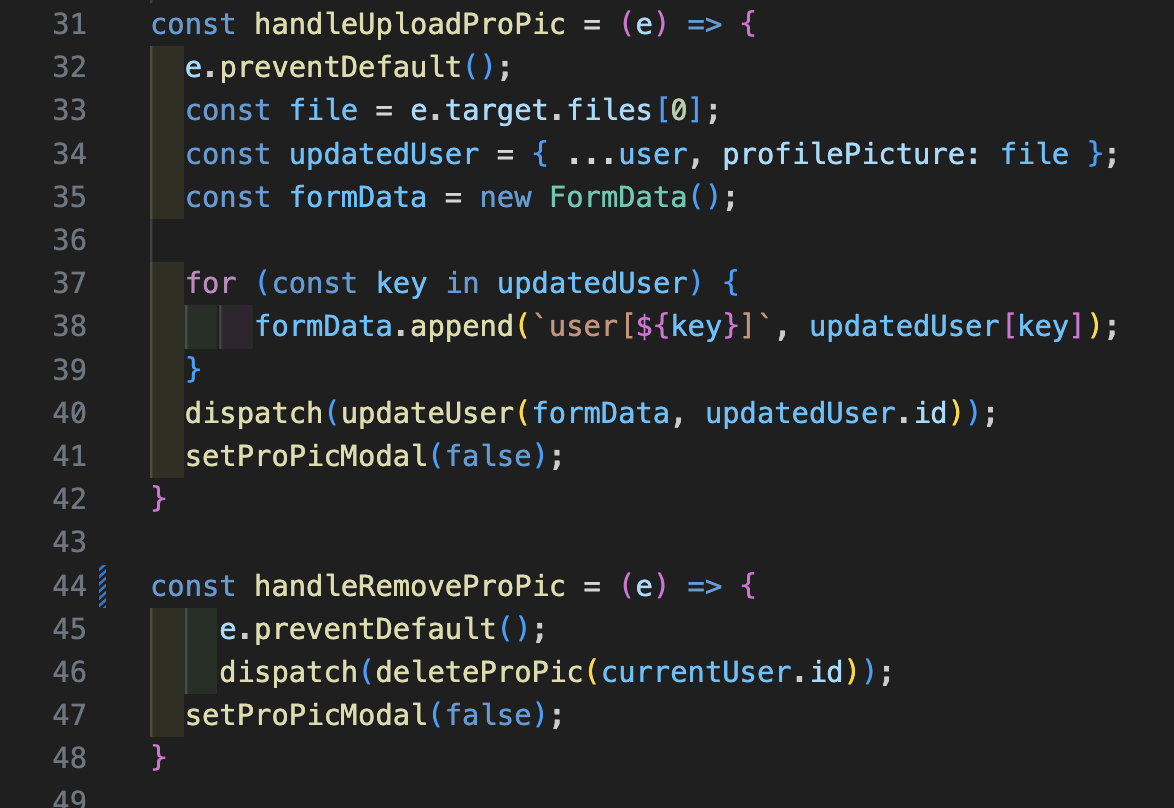 31 const handleUploadProPic = (e) => {
32 e.preventDefault();
33 const file = e.target.files[0];
34 const updatedUser = { ...user, profilePicture: file };
35 const formData = new FormData();
36
37 for (const key in updatedUser) {
38 formData.append(`user[${key}]`, updatedUser[key]);
39 }
40 dispatch(updateUser(formData, updatedUser.id));
41 setProPicModal(false);
42 }
43
44 const handleRemoveProPic = (e) => {
45 e.preventDefault();
46 dispatch(deleteProPic(currentUser.id));
47 setProPicModal(false);
48 }
49